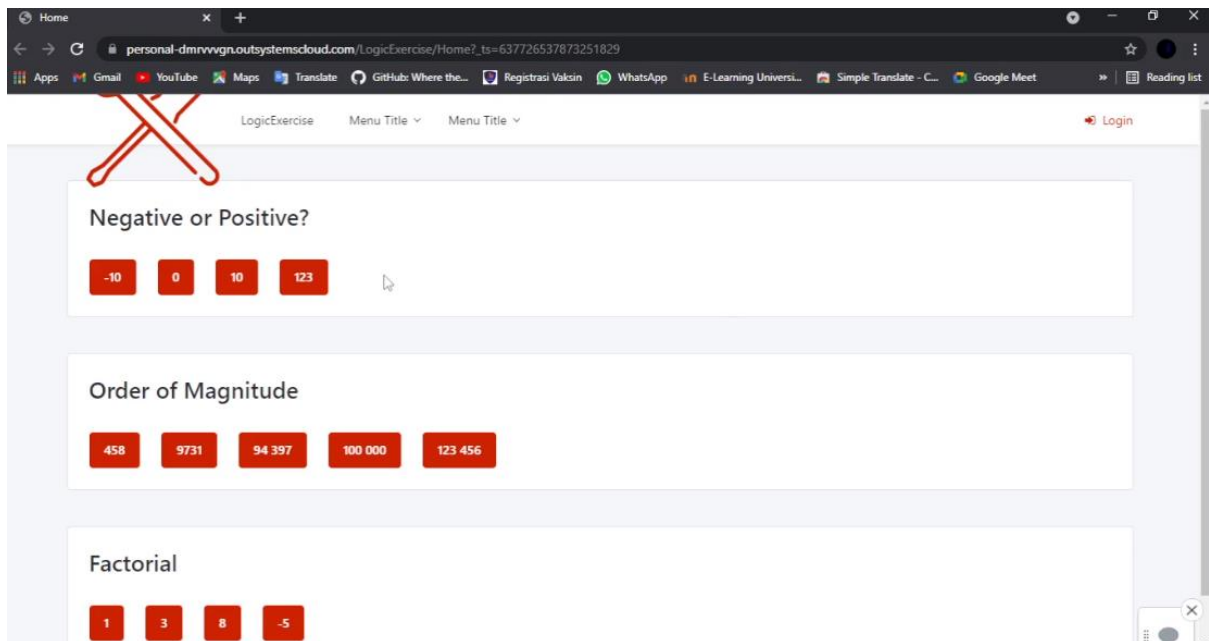 Home
personal-dmrvvvgn.outsystemscloud.com/LogicExercise/Home?_ts=637726537873251829
Apps Gmail YouTube Maps Translate GitHub: Where the... Registrasi Vaksin WhatsApp E-Learning Universi... Simple Translate - C... Google Meet » Reading list
LogicExercise Menu Title Menu Title Login
Negative or Positive?
-10 0 10 123
Order of Magnitude
458 9731 94 397 100 000 123 456
Factorial
1 3 8 -5